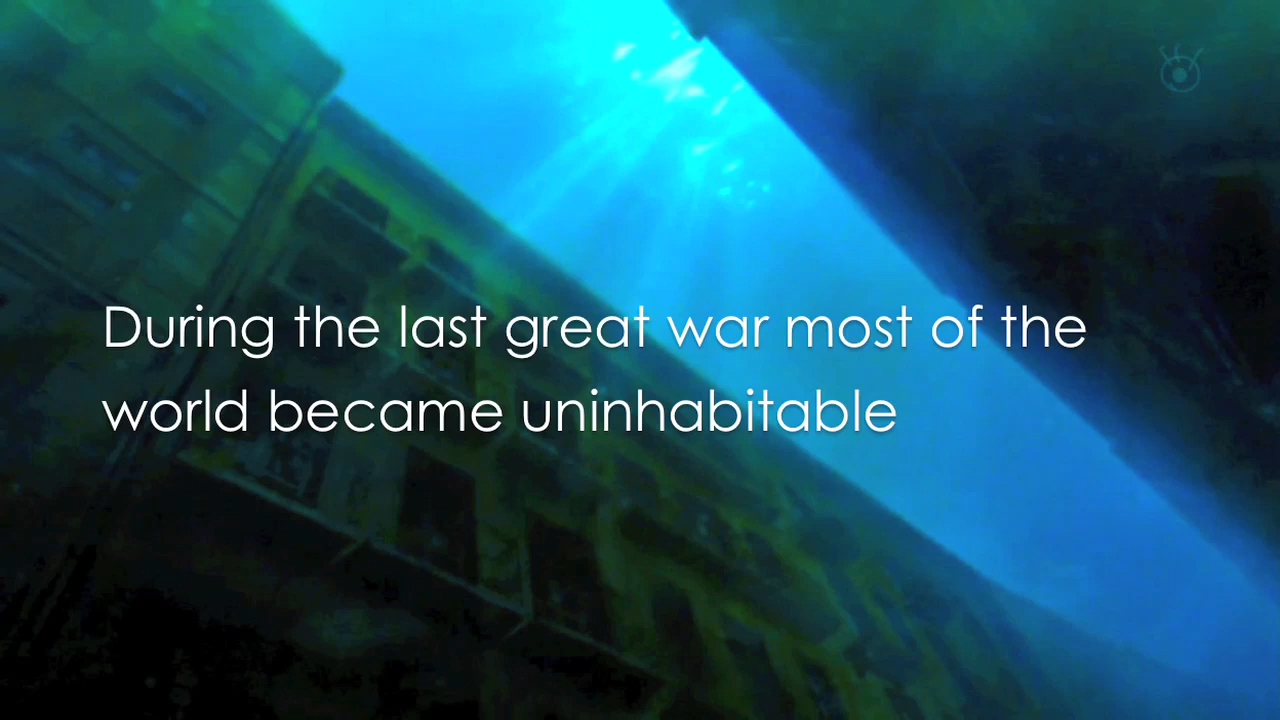 During the last great war most of the
world became uninhabitable